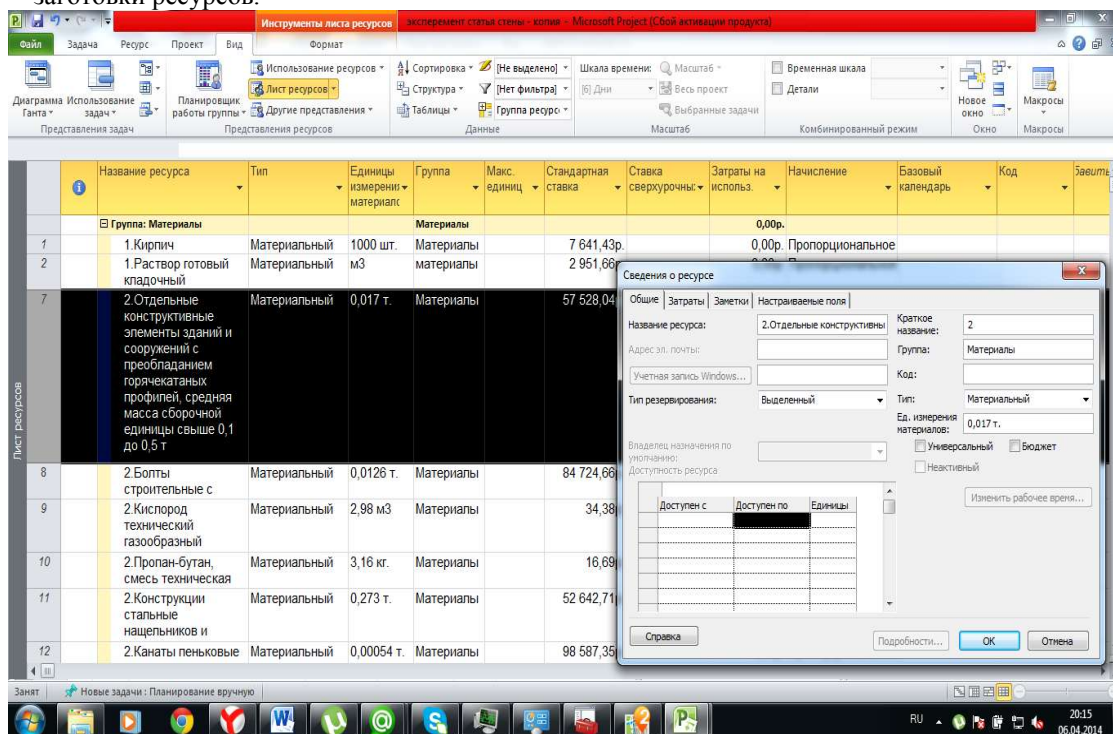 заготовки ресурсов.
Инструменты листа ресурсов
эксперемент статья стены - копия - Microsoft Project (Сбой активации продукта)
Файл Задача Ресурс Проект Вид Формат
Диаграмма Ганта
Использование задач
Представления задач
Планировщик работы группы
Использование ресурсов
Лист ресурсов
Другие представления
Представления ресурсов
Сортировка
Структура
Таблицы
[Не выделено]
[Нет фильтра]
Группа ресурс
Данные
Шкала времени:
[6] Дни
Масштаб
Весь проект
Выбранные задачи
Масштаб
Временная шкала
Детали
Комбинированный режим
Новое окно
Окно
Макросы
Макросы
Название ресурса Тип Единицы измерения материалс Группа Макс. единиц Стандартная ставка Ставка сверхурочных Затраты на использ. Начисление Базовый календарь Код
Группа: Материалы Материалы 0,00р.
1 1.Кирпич Материальный 1000 шт. Материалы 7 641,43р. 0,00р. Пропорциональное
2 1.Раствор готовый Материальный м3 материалы 2 951,66р
кладочный
7 2.Отдельные Материальный 0,017 т. Материалы 57 528,04
конструктивные
элементы зданий и
сооружений с
преобладанием
горячекатаных
профилей, средняя
масса сборочной
единицы свыше 0,1
до 0,5 т
8 2.Болты Материальный 0,0126 т. Материалы 84 724,66
строительные с
9 2.Кислород Материальный 2,98 м3 Материалы 34,38
технический
газообразный
10 2.Пропан-бутан, Материальный 3,16 кг. Материалы 16,69
смесь техническая
11 2.Конструкции Материальный 0,273 т. Материалы 52 642,71
стальные
нащельников и
12 2.Канаты пеньковые Материальный 0,00054 т. Материалы 98 587,35
Лист ресурсов
Сведения о ресурсе
Общие Затраты Заметки Настраиваемые поля
Название ресурса: 2.Отдельные конструктивны Краткое название: 2
Адрес эл. почты: Группа: Материалы
Учетная запись Windows... Код:
Тип резервирования: Выделенный Тип: Материальный
Ед. измерения материалов: 0,017 т.
Владелец назначения по умолчанию:
Универсальный Бюджет
Неактивный
Доступность ресурса
Изменить рабочее время...
Доступен с Доступен по Единицы
Справка Подробности... ОК Отмена
Занят Новые задачи : Планирование вручную
RU 20:15
06.04.2014